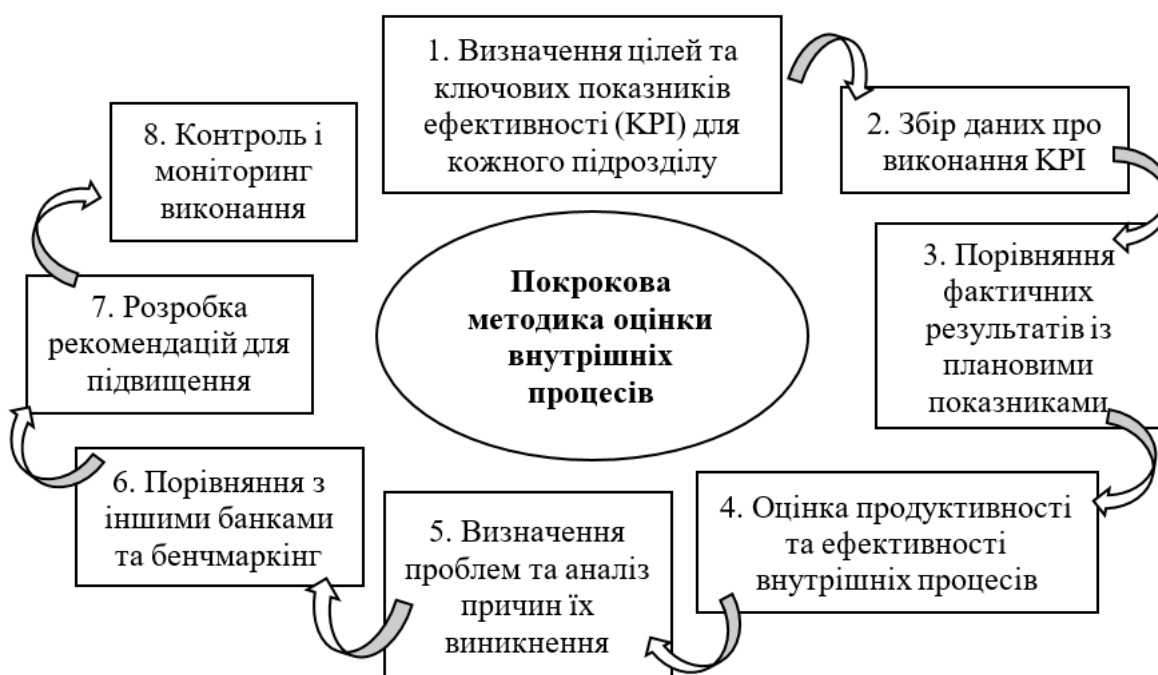 1. Визначення цілей та
ключових показників
ефективності (KPI) для
кожного підрозділу
2. Збір даних про
виконання KPI
3. Порівняння
фактичних
результатів із
плановими
показниками
4. Оцінка продуктивності
та ефективності
внутрішніх процесів
5. Визначення
проблем та аналіз
причин їх
виникнення
6. Порівняння з
іншими банками
та бенчмаркінг
7. Розробка
рекомендацій для
підвищення
8. Контроль і
моніторинг
виконання
Покрокова
методика оцінки
внутрішніх
процесів